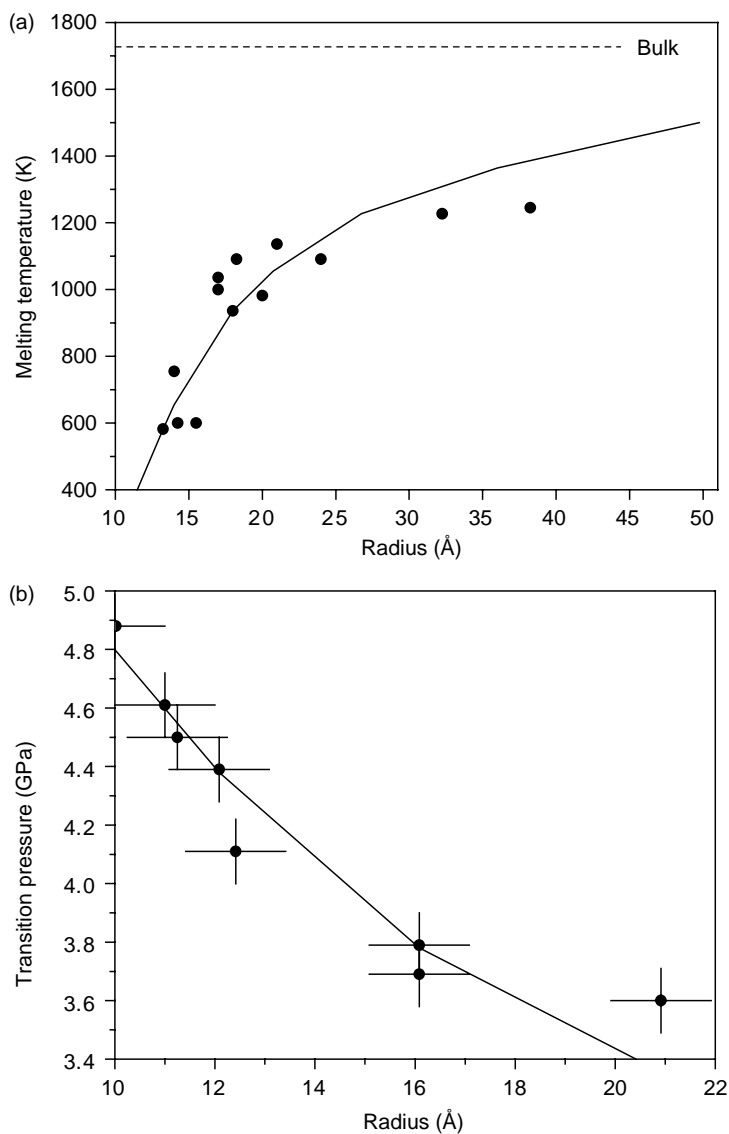 (a)
1800
1600
1400
1200
1000
800
600
400
Bulk
Melting temperature (K)
10 15 20 25 30 35 40 45 50
Radius (Å)
(b)
5.0
4.8
4.6
4.4
4.2
4.0
3.8
3.6
3.4
Transition pressure (GPa)
10 12 14 16 18 20 22
Radius (Å)